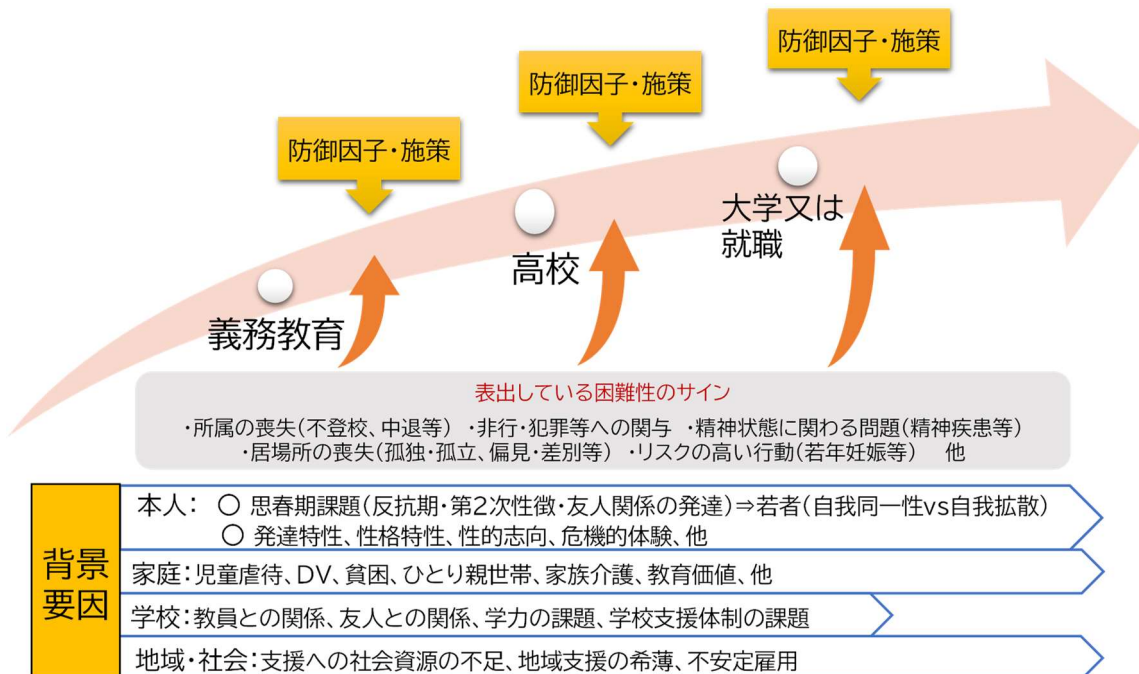 防御因子・施策
防御因子・施策
防御因子・施策
大学又は
就職
高校
義務教育
表出している困難性のサイン
・所属の喪失(不登校、中退等) ・非行・犯罪等への関与 ・精神状態に関わる問題(精神疾患等)
・居場所の喪失(孤独・孤立、偏見・差別等) ・リスクの高い行動(若年妊娠等) 他
背景
要因
本人: ○ 思春期課題(反抗期・第2次性徴・友人関係の発達)⇒若者(自我同一性vs自我拡散)
○ 発達特性、性格特性、性的志向、危機的体験、他
家庭:児童虐待、DV、貧困、ひとり親世帯、家族介護、教育価値、他
学校:教員との関係、友人との関係、学力の課題、学校支援体制の課題
地域・社会:支援への社会資源の不足、地域支援の希薄、不安定雇用